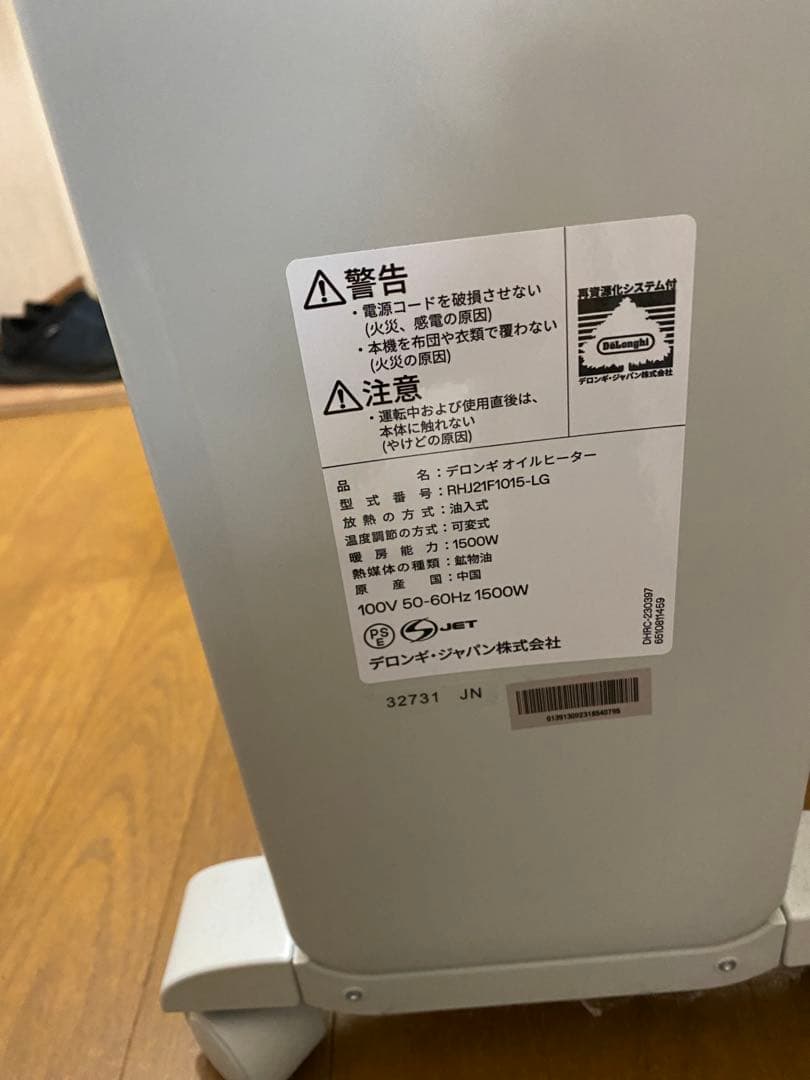 警告
・電源コードを破損させない
(火災、感電の原因)
・本機を布団や衣類で覆わない
(火災の原因)
注意
・運転中および使用直後は、
本体に触れない
(やけどの原因)
再資源化システム付
DeLonghi
デロンギ・ジャパン株式会社
品名：デロンギ オイルヒーター
型式番号：RHJ21F1015-LG
放熱の方式：油入式
温度調節の方式：可変式
暖房能力：1500W
熱媒体の種類：鉱物油
原産国：中国
100V 50-60Hz 1500W
PSE
JET
デロンギ・ジャパン株式会社
DHRC-230397
6510811459
32731 JN